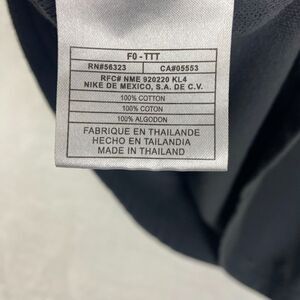 F0 - TTT
RN#56323 CA#05553
RFC# NME 920220 KL4
NIKE DE MEXICO, S.A. DE C.V.
100% COTTON
100% COTON
100% ALGODON
FABRIQUE EN THAILANDE
HECHO EN TAILANDIA
MADE IN THAILAND